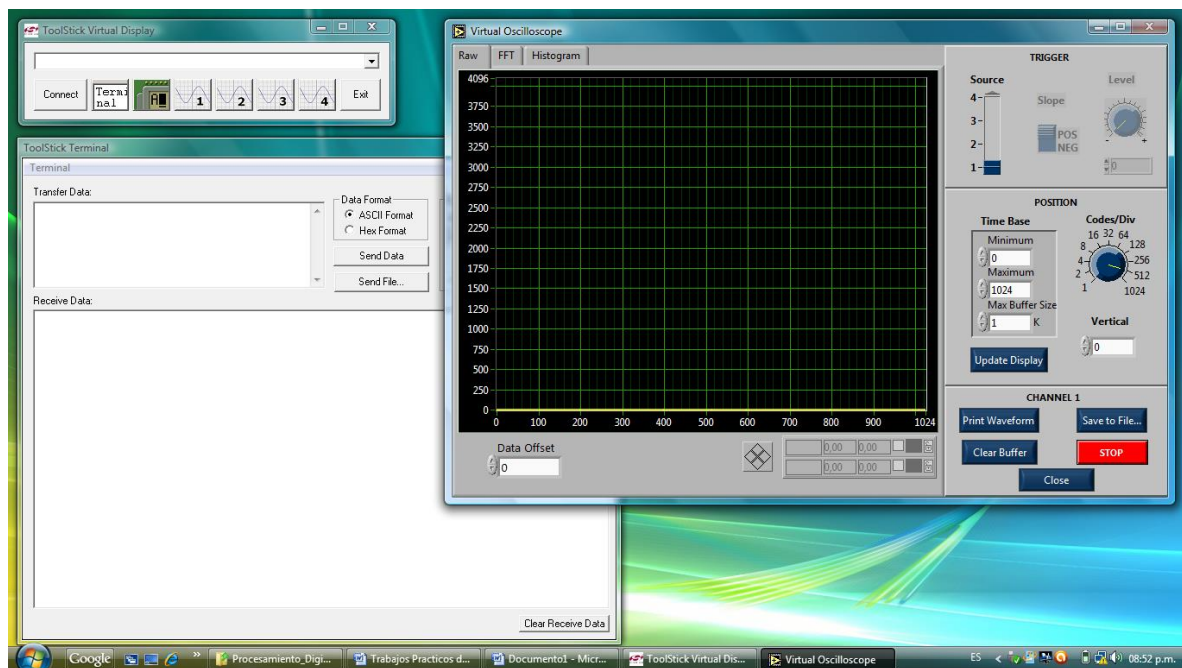 ToolStick Virtual Display
Connect
Termi
nal
1
2
3
4
Exit
ToolStick Terminal
Terminal
Transfer Data:
Data Format
ASCII Format
Hex Format
Send Data
Send File...
Receive Data:
Clear Receive Data
Virtual Oscilloscope
Raw
FFT
Histogram
4096
3750
3500
3250
3000
2750
2500
2250
2000
1750
1500
1250
1000
750
500
250
0
0 100 200 300 400 500 600 700 800 900 1024
Data Offset
0
0,00 0,00
0,00 0,00
TRIGGER
Source
4
3
2
1
Slope
POS
NEG
Level
- +
0
POSITION
Time Base
Minimum
0
Maximum
1024
Max Buffer Size
1 K
Update Display
Codes/Div
16 32 64
8 128
4 256
2 512
1 1024
Vertical
0
CHANNEL 1
Print Waveform
Save to File...
Clear Buffer
STOP
Close
Google
»
Procesamiento_Digi...
Trabajos Practicos d...
Documento1 - Micr...
ToolStick Virtual Dis...
Virtual Oscilloscope
ES
<
08:52 p.m.